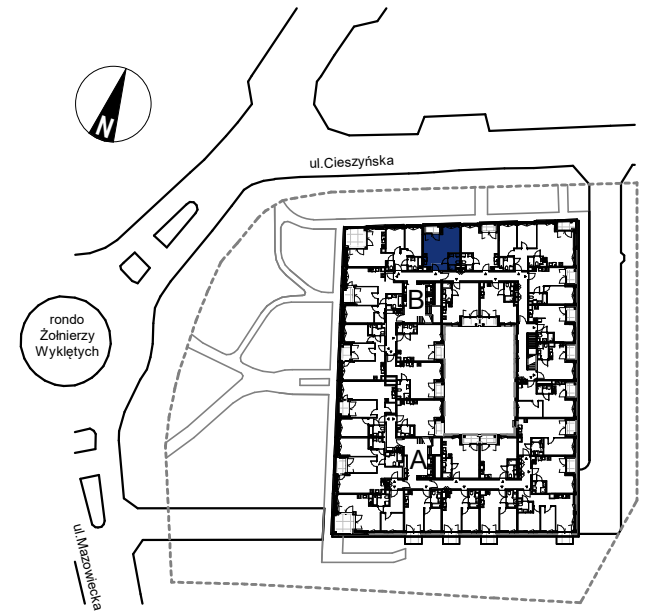 N
ul.Cieszyńska
B
rondo
Żołnierzy
Wyklętych
A
ul.Mazowiecka